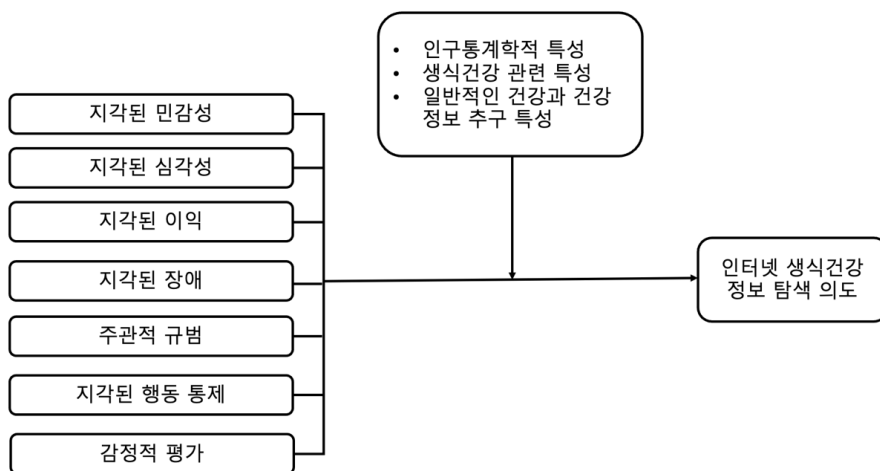 • 인구통계학적 특성
• 생식건강 관련 특성
• 일반적인 건강과 건강
정보 추구 특성
지각된 민감성
지각된 심각성
지각된 이익
지각된 장애
주관적 규범
지각된 행동 통제
감정적 평가
인터넷 생식건강
정보 탐색 의도